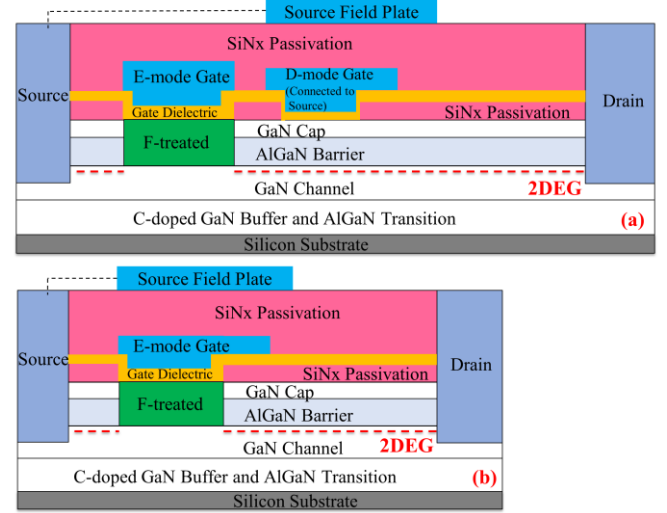 Source Field Plate
SiNx Passivation
E-mode Gate
D-mode Gate
(Connected to
Source)
Source
Drain
Gate Dielectric
SiNx Passivation
GaN Cap
F-treated
AlGaN Barrier
2DEG
GaN Channel
C-doped GaN Buffer and AlGaN Transition
(a)
Silicon Substrate
Source Field Plate
SiNx Passivation
E-mode Gate
Source
Drain
Gate Dielectric
SiNx Passivation
GaN Cap
F-treated
AlGaN Barrier
2DEG
GaN Channel
C-doped GaN Buffer and AlGaN Transition
(b)
Silicon Substrate